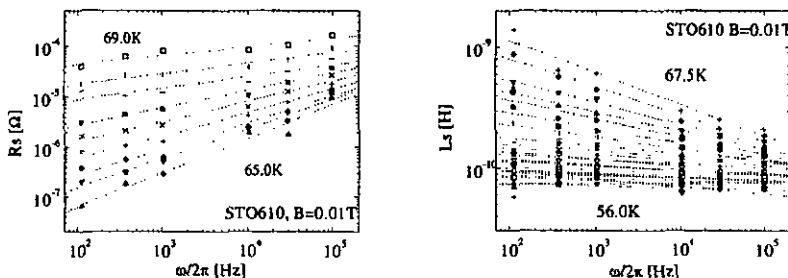 10⁻⁴
10⁻⁵
10⁻⁶
10⁻⁷
Rs [Ω]
69.0K
65.0K
STO610, B=0.01T
10² 10³ 10⁴ 10⁵
ω/2π [Hz]
10⁻⁹
10⁻¹⁰
Ls [H]
STO610 B=0.01T
67.5K
56.0K
10² 10³ 10⁴ 10⁵
ω/2π [Hz]